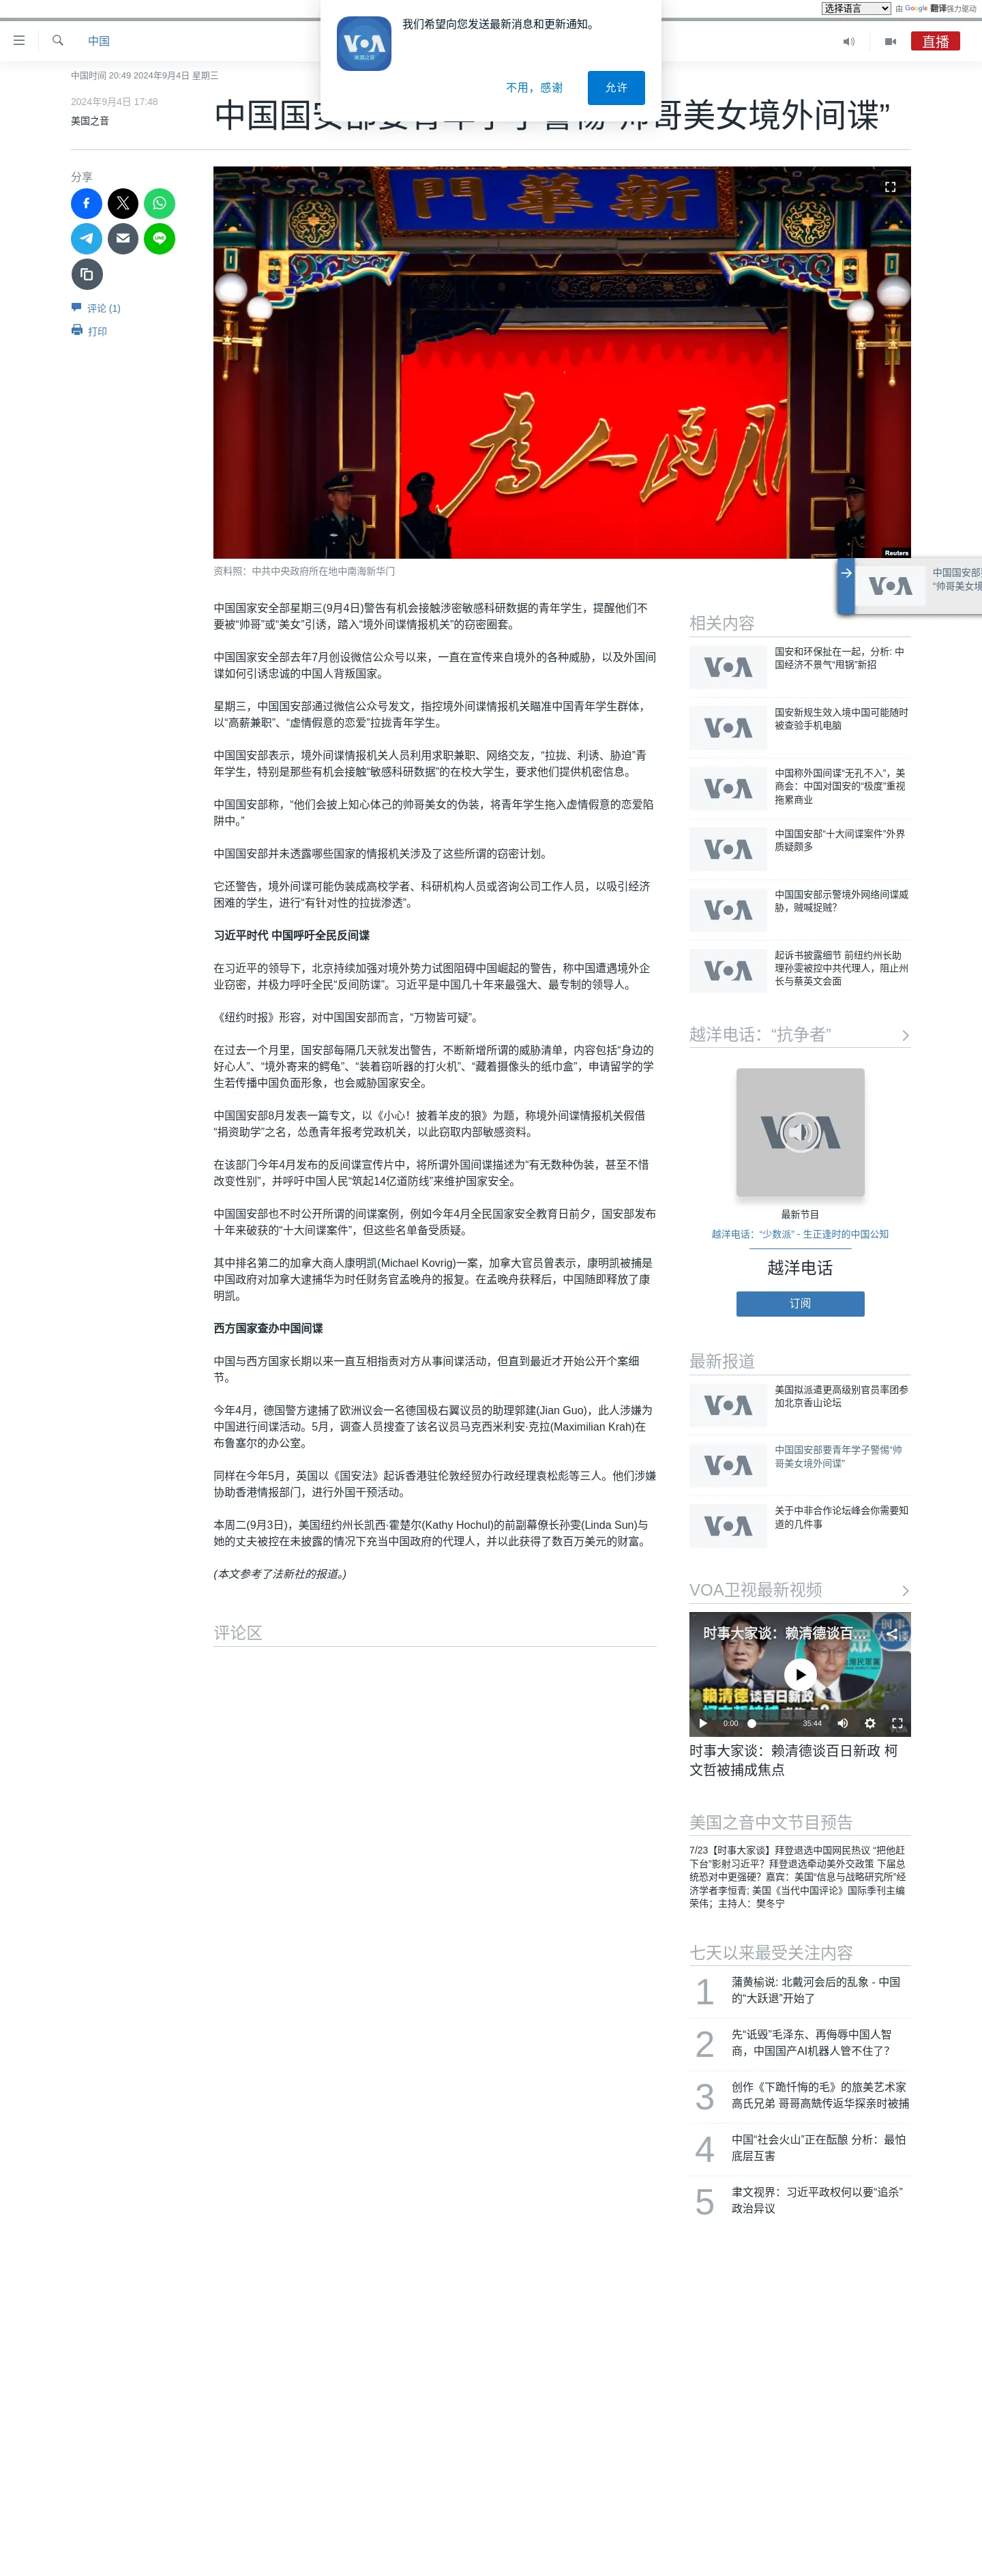 选择语言 由 Google 翻译强力驱动
我们希望向您发送最新消息和更新通知。
VOA
美国之音
不用，感谢
允许
中国
直播
中国时间 20:49 2024年9月4日 星期三
2024年9月4日 17:48
美国之音
中国国安部要青年学子警惕“帅哥美女境外间谍”
分享
评论 (1)
打印
新華門
为人民服
Reuters
资料照：中共中央政府所在地中南海新华门
中国国安部要
“帅哥美女境
VOA
中国国家安全部星期三(9月4日)警告有机会接触涉密敏感科研数据的青年学生，提醒他们不
要被“帅哥”或“美女”引诱，踏入“境外间谍情报机关”的窃密圈套。
中国国家安全部去年7月创设微信公众号以来，一直在宣传来自境外的各种威胁，以及外国间
谍如何引诱忠诚的中国人背叛国家。
星期三，中国国安部通过微信公众号发文，指控境外间谍情报机关瞄准中国青年学生群体，
以“高薪兼职”、“虚情假意的恋爱”拉拢青年学生。
中国国安部表示，境外间谍情报机关人员利用求职兼职、网络交友，“拉拢、利诱、胁迫”青
年学生，特别是那些有机会接触“敏感科研数据”的在校大学生，要求他们提供机密信息。
中国国安部称，“他们会披上知心体己的帅哥美女的伪装，将青年学生拖入虚情假意的恋爱陷
阱中。”
中国国安部并未透露哪些国家的情报机关涉及了这些所谓的窃密计划。
它还警告，境外间谍可能伪装成高校学者、科研机构人员或咨询公司工作人员，以吸引经济
困难的学生，进行“有针对性的拉拢渗透”。
习近平时代 中国呼吁全民反间谍
在习近平的领导下，北京持续加强对境外势力试图阻碍中国崛起的警告，称中国遭遇境外企
业窃密，并极力呼吁全民“反间防谍”。习近平是中国几十年来最强大、最专制的领导人。
《纽约时报》形容，对中国国安部而言，“万物皆可疑”。
在过去一个月里，国安部每隔几天就发出警告，不断新增所谓的威胁清单，内容包括“身边的
好心人”、“境外寄来的鳄龟”、“装着窃听器的打火机”、“藏着摄像头的纸巾盒”，申请留学的学
生若传播中国负面形象，也会威胁国家安全。
中国国安部8月发表一篇专文，以《小心！披着羊皮的狼》为题，称境外间谍情报机关假借
“捐资助学”之名，怂恿青年报考党政机关，以此窃取内部敏感资料。
在该部门今年4月发布的反间谍宣传片中，将所谓外国间谍描述为“有无数种伪装，甚至不惜
改变性别”，并呼吁中国人民“筑起14亿道防线”来维护国家安全。
中国国安部也不时公开所谓的间谍案例，例如今年4月全民国家安全教育日前夕，国安部发布
十年来破获的“十大间谍案件”，但这些名单备受质疑。
其中排名第二的加拿大商人康明凯(Michael Kovrig)一案，加拿大官员曾表示，康明凯被捕是
中国政府对加拿大逮捕华为时任财务官孟晚舟的报复。在孟晚舟获释后，中国随即释放了康
明凯。
西方国家查办中国间谍
中国与西方国家长期以来一直互相指责对方从事间谍活动，但直到最近才开始公开个案细
节。
今年4月，德国警方逮捕了欧洲议会一名德国极右翼议员的助理郭建(Jian Guo)，此人涉嫌为
中国进行间谍活动。5月，调查人员搜查了该名议员马克西米利安·克拉(Maximilian Krah)在
布鲁塞尔的办公室。
同样在今年5月，英国以《国安法》起诉香港驻伦敦经贸办行政经理袁松彪等三人。他们涉嫌
协助香港情报部门，进行外国干预活动。
本周二(9月3日)，美国纽约州长凯西·霍楚尔(Kathy Hochul)的前副幕僚长孙雯(Linda Sun)与
她的丈夫被控在未披露的情况下充当中国政府的代理人，并以此获得了数百万美元的财富。
(本文参考了法新社的报道。)
评论区
相关内容
VOA
国安和环保扯在一起，分析: 中
国经济不景气“甩锅”新招
VOA
国安新规生效入境中国可能随时
被查验手机电脑
VOA
中国称外国间谍“无孔不入”，美
商会：中国对国安的“极度”重视
拖累商业
VOA
中国国安部“十大间谍案件”外界
质疑颇多
VOA
中国国安部示警境外网络间谍威
胁，贼喊捉贼？
VOA
起诉书披露细节 前纽约州长助
理孙雯被控中共代理人，阻止州
长与蔡英文会面
越洋电话：“抗争者”
VOA
最新节目
越洋电话：“少数派” - 生正逢时的中国公知
越洋电话
订阅
最新报道
VOA
美国拟派遣更高级别官员率团参
加北京香山论坛
VOA
中国国安部要青年学子警惕“帅
哥美女境外间谍”
VOA
关于中非合作论坛峰会你需要知
道的几件事
VOA卫视最新视频
时事大家谈：赖清德谈百...
赖清德谈百日新政
0:00
35:44
时事大家谈：赖清德谈百日新政 柯
文哲被捕成焦点
美国之音中文节目预告
7/23【时事大家谈】拜登退选中国网民热议 “把他赶
下台”影射习近平？拜登退选牵动美外交政策 下届总
统恐对中更强硬？嘉宾：美国“信息与战略研究所”经
济学者李恒青; 美国《当代中国评论》国际季刊主编
荣伟；主持人：樊冬宁
七天以来最受关注内容
1
蒲黄榆说: 北戴河会后的乱象 - 中国
的“大跃退”开始了
2
先“诋毁”毛泽东、再侮辱中国人智
商，中国国产AI机器人管不住了？
3
创作《下跪忏悔的毛》的旅美艺术家
高氏兄弟 哥哥高兟传返华探亲时被捕
4
中国“社会火山”正在酝酿 分析：最怕
底层互害
5
聿文视界：习近平政权何以要“追杀”
政治异议